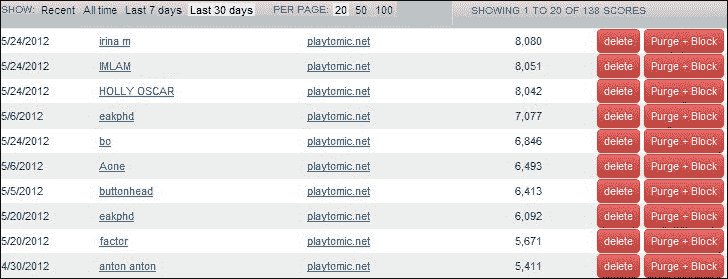 SHOW: Recent All time Last 7 days Last 30 days PER PAGE: 20 50 100 SHOWING 1 TO 20 OF 138 SCORES
5/24/2012 irina m playtomic.net 8,080 delete Purge + Block
5/24/2012 IMLAM playtomic.net 8,051 delete Purge + Block
5/24/2012 HOLLY OSCAR playtomic.net 8,042 delete Purge + Block
5/6/2012 eakphd playtomic.net 7,077 delete Purge + Block
5/24/2012 bo playtomic.net 6,846 delete Purge + Block
5/6/2012 Aone playtomic.net 6,493 delete Purge + Block
5/5/2012 buttonhead playtomic.net 6,413 delete Purge + Block
5/20/2012 eakphd playtomic.net 6,092 delete Purge + Block
5/20/2012 factor playtomic.net 5,671 delete Purge + Block
4/30/2012 anton anton playtomic.net 5,411 delete Purge + Block